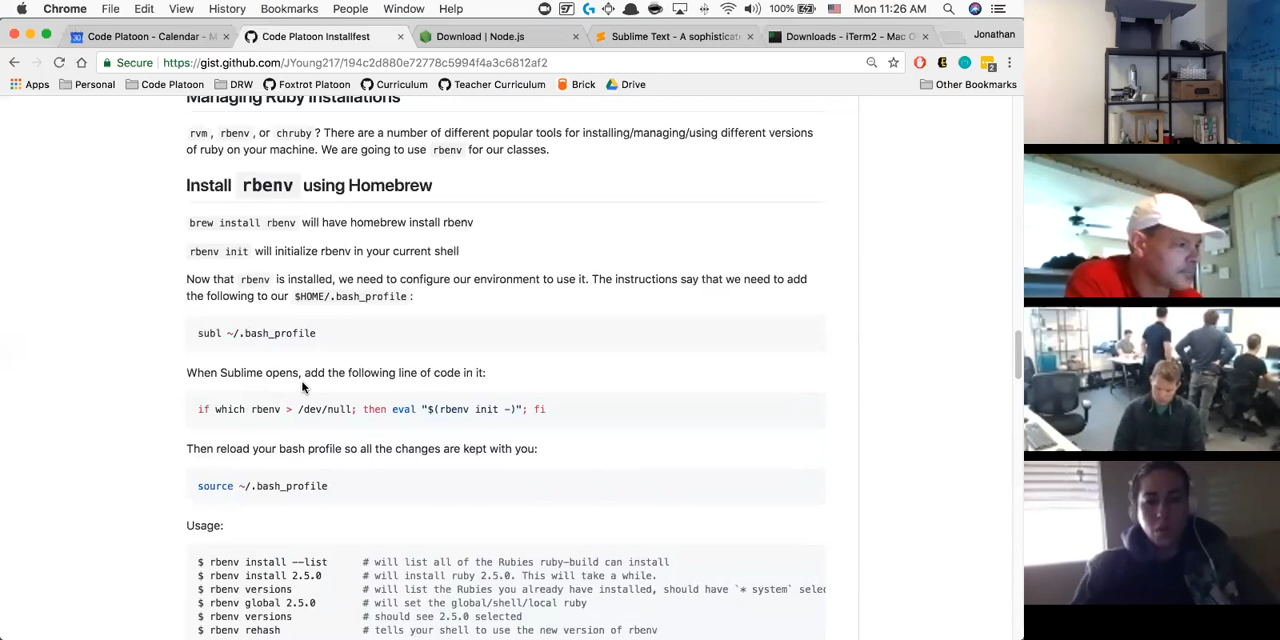 Chrome File Edit View History Bookmarks People Window Help 100% Mon 11:26 AM
Code Platoon - Calendar - M Code Platoon Installfest Download | Node.js Sublime Text - A sophisticate Downloads - iTerm2 - Mac O Jonathan
Secure https://gist.github.com/JYoung217/194c2d880e72778c5994f4a3c6812af2
Apps Personal Code Platoon DRW Foxtrot Platoon Curriculum Teacher Curriculum Brick Drive Other Bookmarks
Managing Ruby Installations
rvm, rbenv, or chruby? There are a number of different popular tools for installing/managing/using different versions
of ruby on your machine. We are going to use rbenv for our classes.
Install rbenv using Homebrew
brew install rbenv will have homebrew install rbenv
rbenv init will initialize rbenv in your current shell
Now that rbenv is installed, we need to configure our environment to use it. The instructions say that we need to add
the following to our $HOME/.bash_profile:
subl ~/.bash_profile
When Sublime opens, add the following line of code in it:
if which rbenv > /dev/null; then eval "$(rbenv init -)"; fi
Then reload your bash profile so all the changes are kept with you:
source ~/.bash_profile
Usage:
$ rbenv install --list # will list all of the Rubies ruby-build can install
$ rbenv install 2.5.0 # will install ruby 2.5.0. This will take a while.
$ rbenv versions # will list the Rubies you already have installed, should have `* system` selec
$ rbenv global 2.5.0 # will set the global/shell/local ruby
$ rbenv versions # should see 2.5.0 selected
$ rbenv rehash # tells your shell to use the new version of rbenv